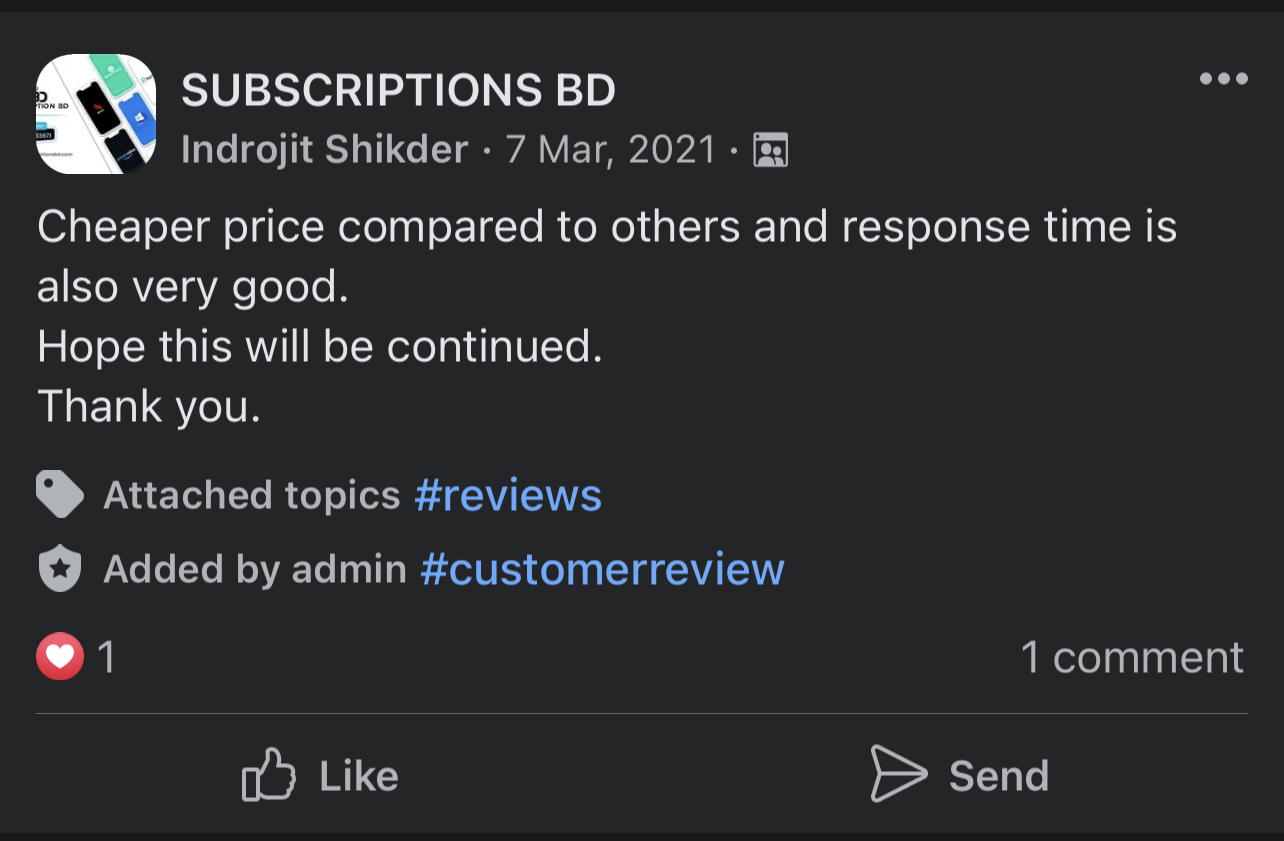 SUBSCRIPTIONS BD
Indrojit Shikder · 7 Mar, 2021 ·
Cheaper price compared to others and response time is
also very good.
Hope this will be continued.
Thank you.
Attached topics #reviews
Added by admin #customerreview
1
1 comment
Like
Send